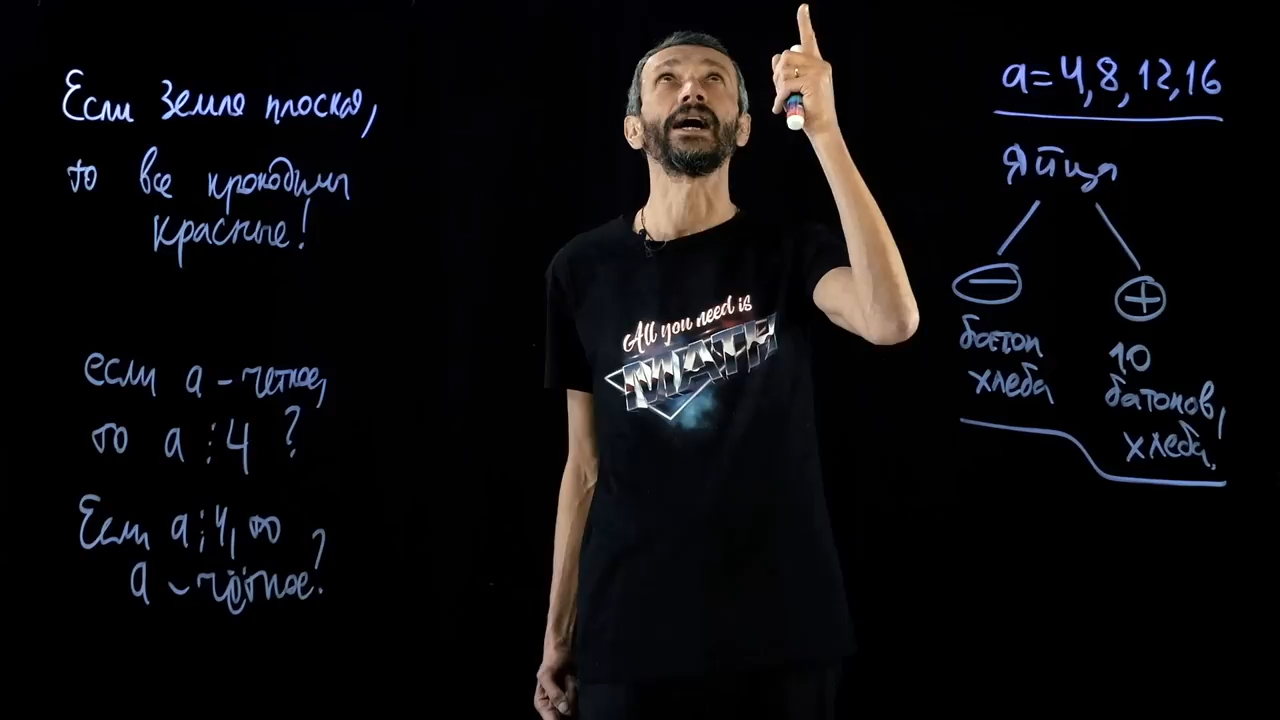 Если Земля плоская,
то все крокодилы
красные!
если a – четное,
то a ⋮ 4 ?
Если a ⋮ 4, то
a – чётное?
All you need is
MATH
a = 4, 8, 12, 16
Яйца
− +
батон
хлеба
10
батонов,
хлеба.